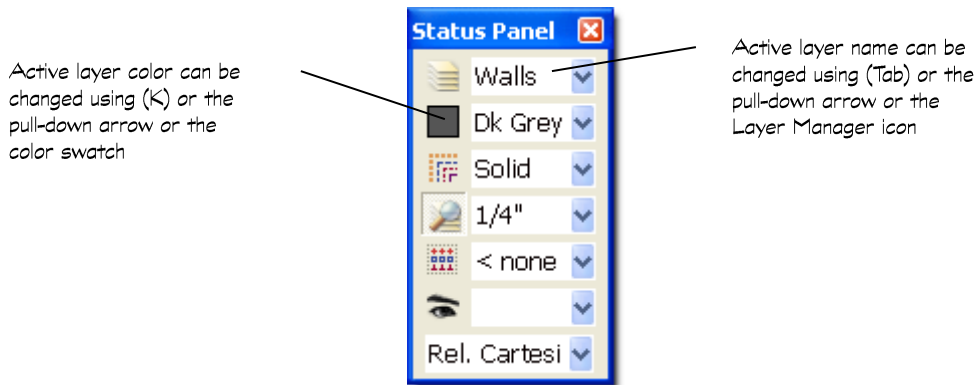 Status Panel
Active layer color can be
changed using (K) or the
pull-down arrow or the
color swatch
Walls
Dk Grey
Solid
1/4"
< none
Rel. Cartesi
Active layer name can be
changed using (Tab) or the
pull-down arrow or the
Layer Manager icon